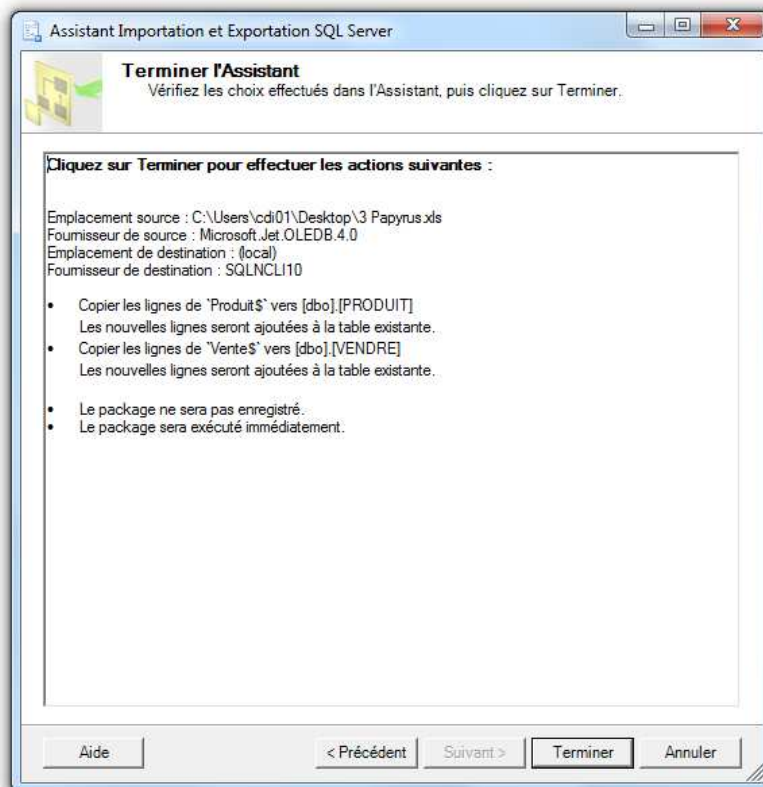 Assistant Importation et Exportation SQL Server
Terminer l'Assistant
Vérifiez les choix effectués dans l'Assistant, puis cliquez sur Terminer.
Cliquez sur Terminer pour effectuer les actions suivantes :
Emplacement source : C:\Users\cdi01\Desktop\3 Papyrus.xls
Fournisseur de source : Microsoft.Jet.OLEDB.4.0
Emplacement de destination : (local)
Fournisseur de destination : SQLNCLI10
• Copier les lignes de `Produit$` vers [dbo].[PRODUIT]
Les nouvelles lignes seront ajoutées à la table existante.
• Copier les lignes de `Vente$` vers [dbo].[VENDRE]
Les nouvelles lignes seront ajoutées à la table existante.
• Le package ne sera pas enregistré.
• Le package sera exécuté immédiatement.
Aide < Précédent Suivant > Terminer Annuler